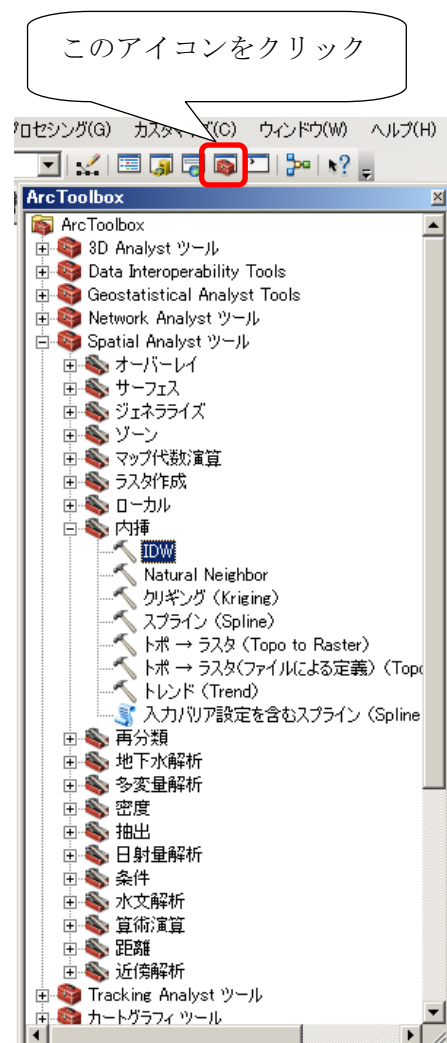 このアイコンをクリック
プロセシング(G) カスタマイズ(C) ウィンドウ(W) ヘルプ(H)
ArcToolbox
ArcToolbox
3D Analyst ツール
Data Interoperability Tools
Geostatistical Analyst Tools
Network Analyst ツール
Spatial Analyst ツール
オーバーレイ
サーフェス
ジェネラライズ
ゾーン
マップ代数演算
ラスタ作成
ローカル
内挿
IDW
Natural Neighbor
クリギング (Kriging)
スプライン (Spline)
トポ → ラスタ (Topo to Raster)
トポ → ラスタ(ファイルによる定義) (Topo
トレンド (Trend)
入力バリア設定を含むスプライン (Spline
再分類
地下水解析
多変量解析
密度
抽出
日射量解析
条件
水文解析
算術演算
距離
近傍解析
Tracking Analyst ツール
カートグラフィ ツール